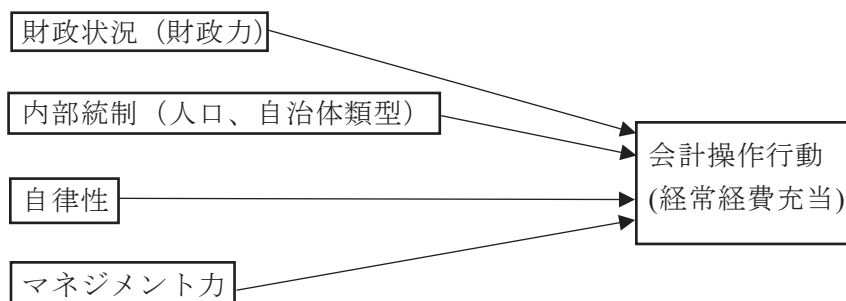 財政状況（財政力)
内部統制（人口、自治体類型）
会計操作行動
(経常経費充当)
自律性
マネジメント力